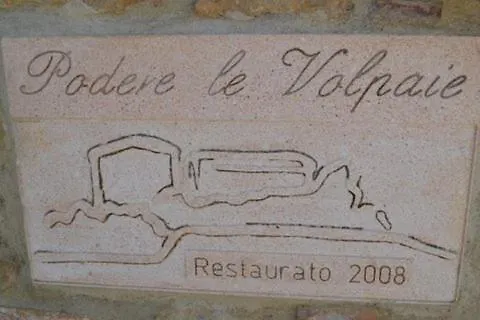 Podere le Volpaie
Restaurato 2008